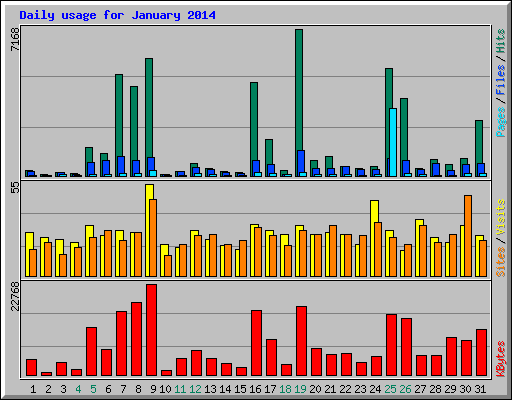 Daily usage for January 2014
7168
Pages / Files / Hits
55
Sites / Visits
22768
KBytes
1 2 3 4 5 6 7 8 9 10 11 12 13 14 15 16 17 18 19 20 21 22 23 24 25 26 27 28 29 30 31